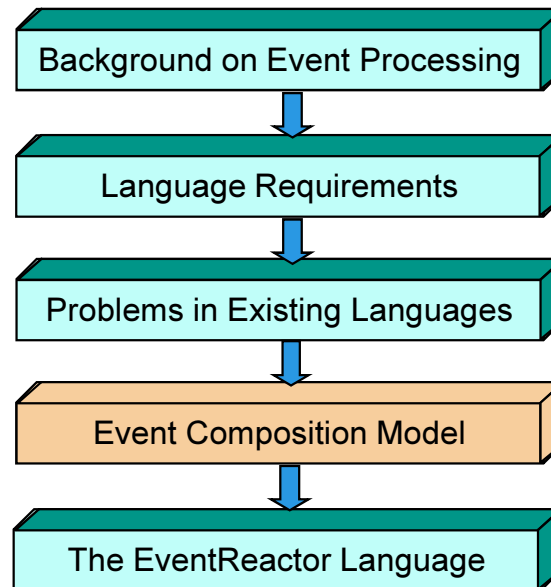 Background on Event Processing
Language Requirements
Problems in Existing Languages
Event Composition Model
The EventReactor Language